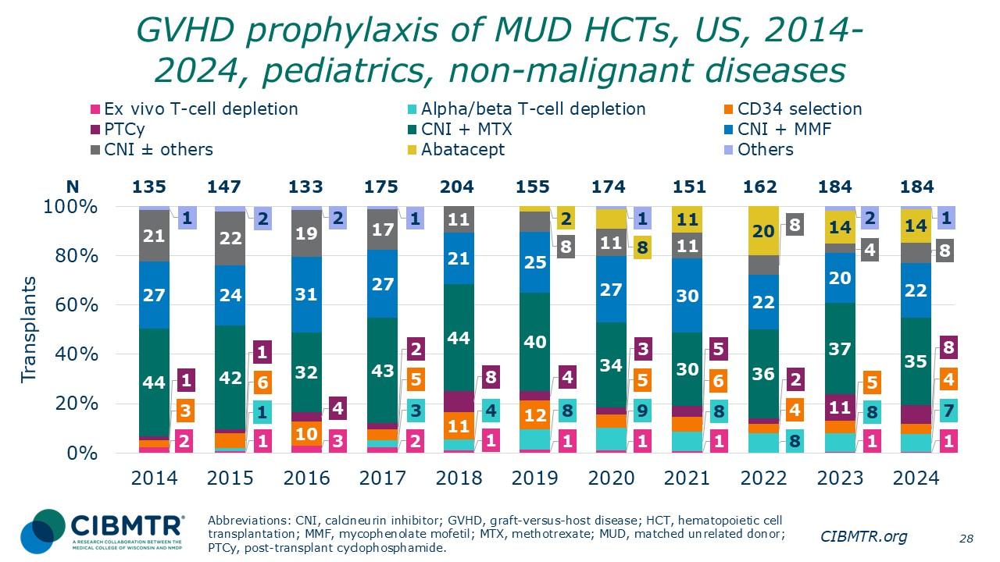 GVHD prophylaxis of MUD HCTs, US, 2014-
2024, pediatrics, non-malignant diseases
Ex vivo T-cell depletion Alpha/beta T-cell depletion CD34 selection
PTCy CNI + MTX CNI + MMF
CNI ± others Abatacept Others
N 135 147 133 175 204 155 174 151 162 184 184
100%
80%
60%
40%
20%
0%
Transplants
44 27 21 1 1 3 2
42 24 22 2 1 6 1 1
10 32 31 19 2 4 3
43 27 17 1 2 5 3 2
11 44 21 11 8 4 1
12 40 25 2 8 4 8 1
34 27 11 1 8 3 5 9 1
30 30 11 11 5 6 8 1
36 22 20 8 2 4 8
11 37 20 14 2 4 5 8 1
35 22 14 1 8 8 4 7 1
2014 2015 2016 2017 2018 2019 2020 2021 2022 2023 2024
CIBMTR®
A RESEARCH COLLABORATION BETWEEN THE
MEDICAL COLLEGE OF WISCONSIN AND NMDP
Abbreviations: CNI, calcineurin inhibitor; GVHD, graft-versus-host disease; HCT, hematopoietic cell
transplantation; MMF, mycophenolate mofetil; MTX, methotrexate; MUD, matched unrelated donor;
PTCy, post-transplant cyclophosphamide.
CIBMTR.org
28